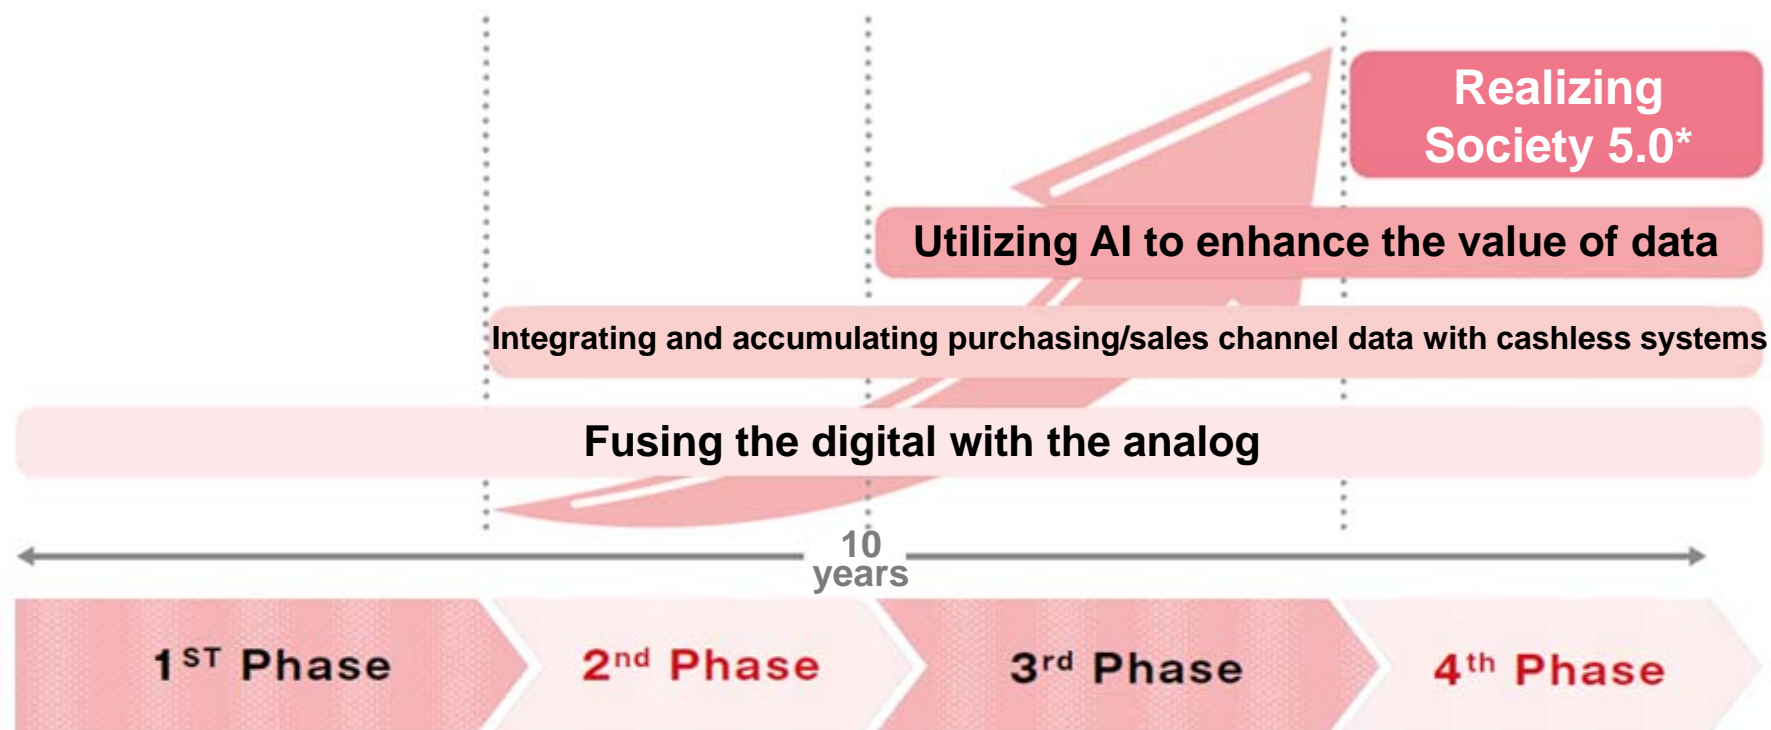 Realizing
Society 5.0*
Utilizing AI to enhance the value of data
Integrating and accumulating purchasing/sales channel data with cashless systems
Fusing the digital with the analog
10
years
1ST Phase
2nd Phase
3rd Phase
4th Phase